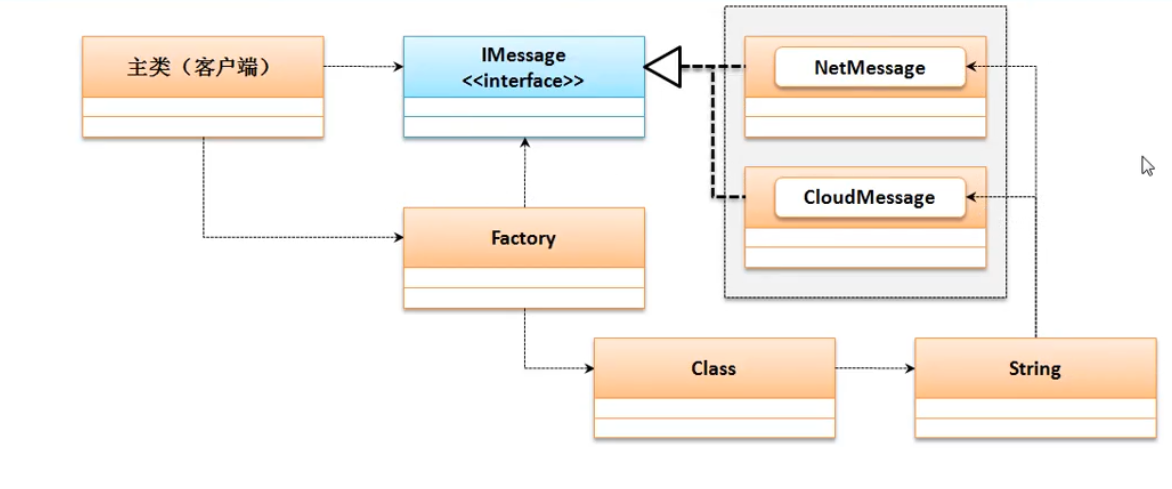 主类（客户端）
IMessage
<<interface>>
NetMessage
CloudMessage
Factory
Class
String